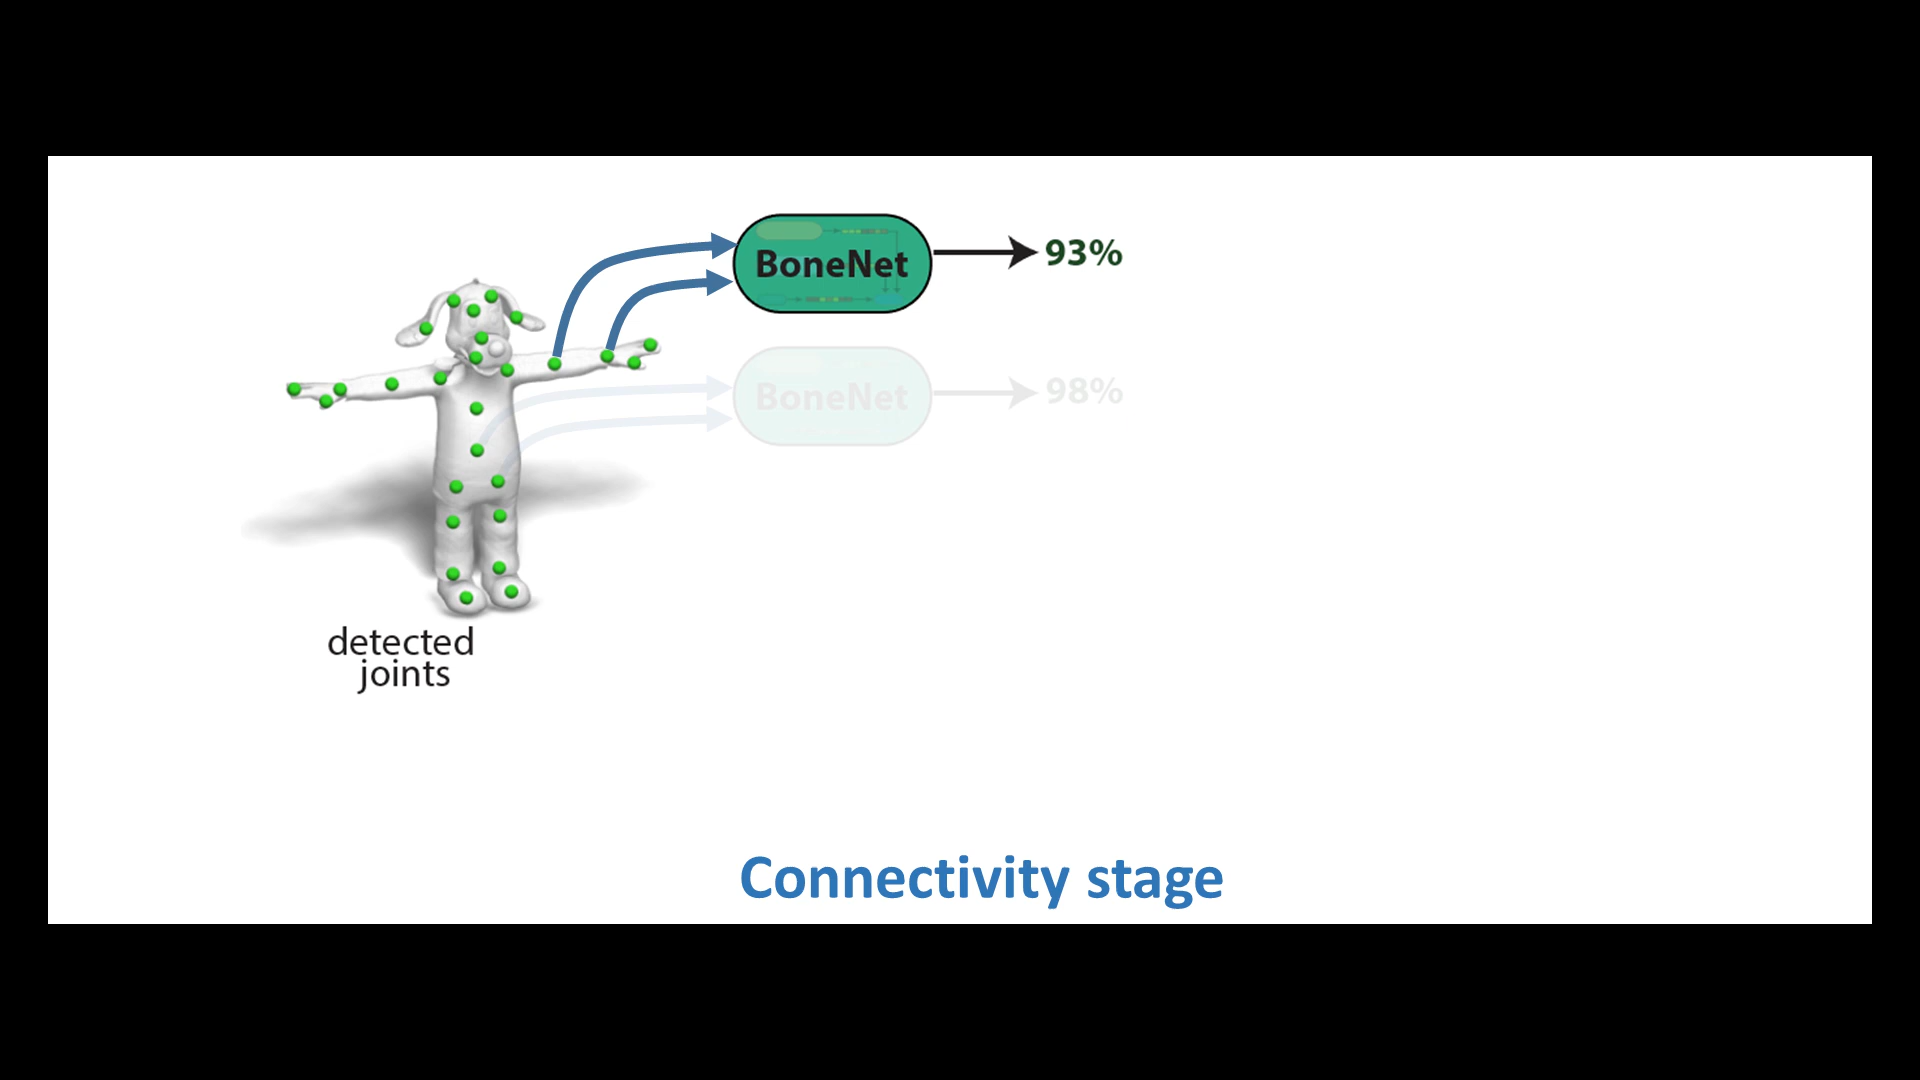 BoneNet
93%
BoneNet
98%
detected
joints
Connectivity stage